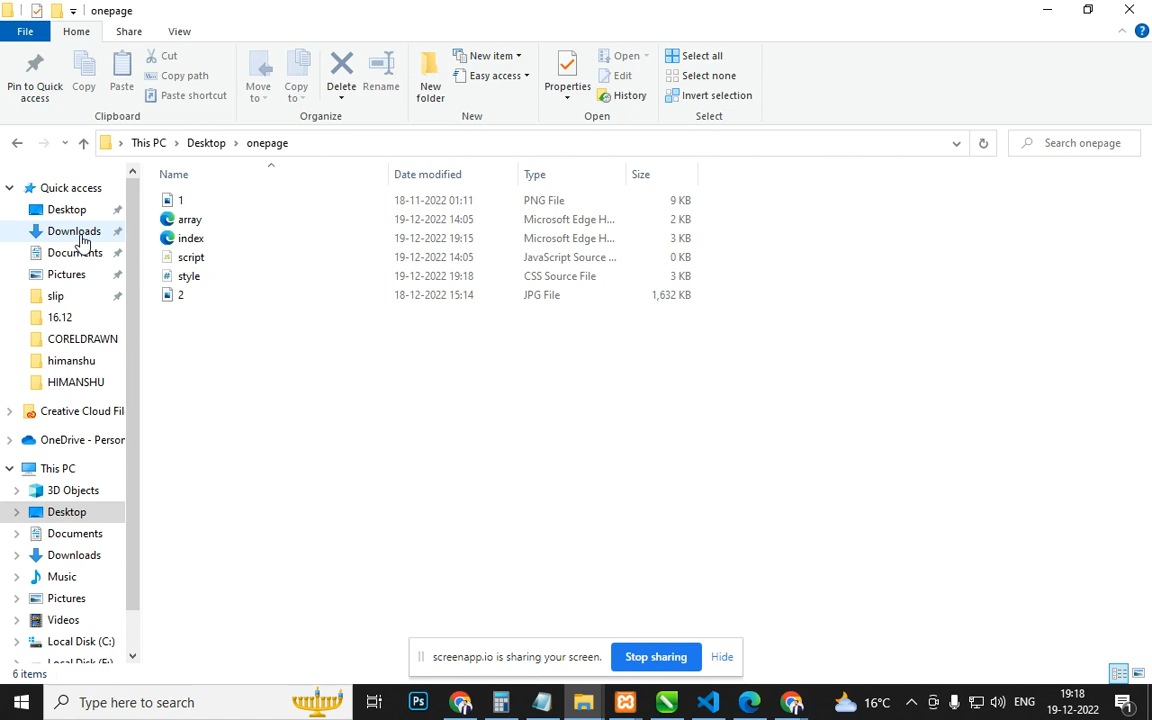 onepage
File Home Share View
Pin to Quick access
Copy
Paste
Cut
Copy path
Paste shortcut
Clipboard
Move to
Copy to
Delete
Rename
Organize
New folder
New item
Easy access
New
Properties
Open
Edit
History
Open
Select all
Select none
Invert selection
Select
This PC > Desktop > onepage
Search onepage
Name Date modified Type Size
1 18-11-2022 01:11 PNG File 9 KB
array 19-12-2022 14:05 Microsoft Edge H... 2 KB
index 19-12-2022 19:15 Microsoft Edge H... 3 KB
script 19-12-2022 14:05 JavaScript Source ... 0 KB
style 19-12-2022 19:18 CSS Source File 3 KB
2 18-12-2022 15:14 JPG File 1,632 KB
Quick access
Desktop
Downloads
Documents
Pictures
slip
16.12
CORELDRAWN
himanshu
HIMANSHU
Creative Cloud Fil
OneDrive - Person
This PC
3D Objects
Desktop
Documents
Downloads
Music
Pictures
Videos
Local Disk (C:)
screenapp.io is sharing your screen. Stop sharing Hide
6 items
Type here to search
Ps
16°C
ENG
19:18
19-12-2022
1